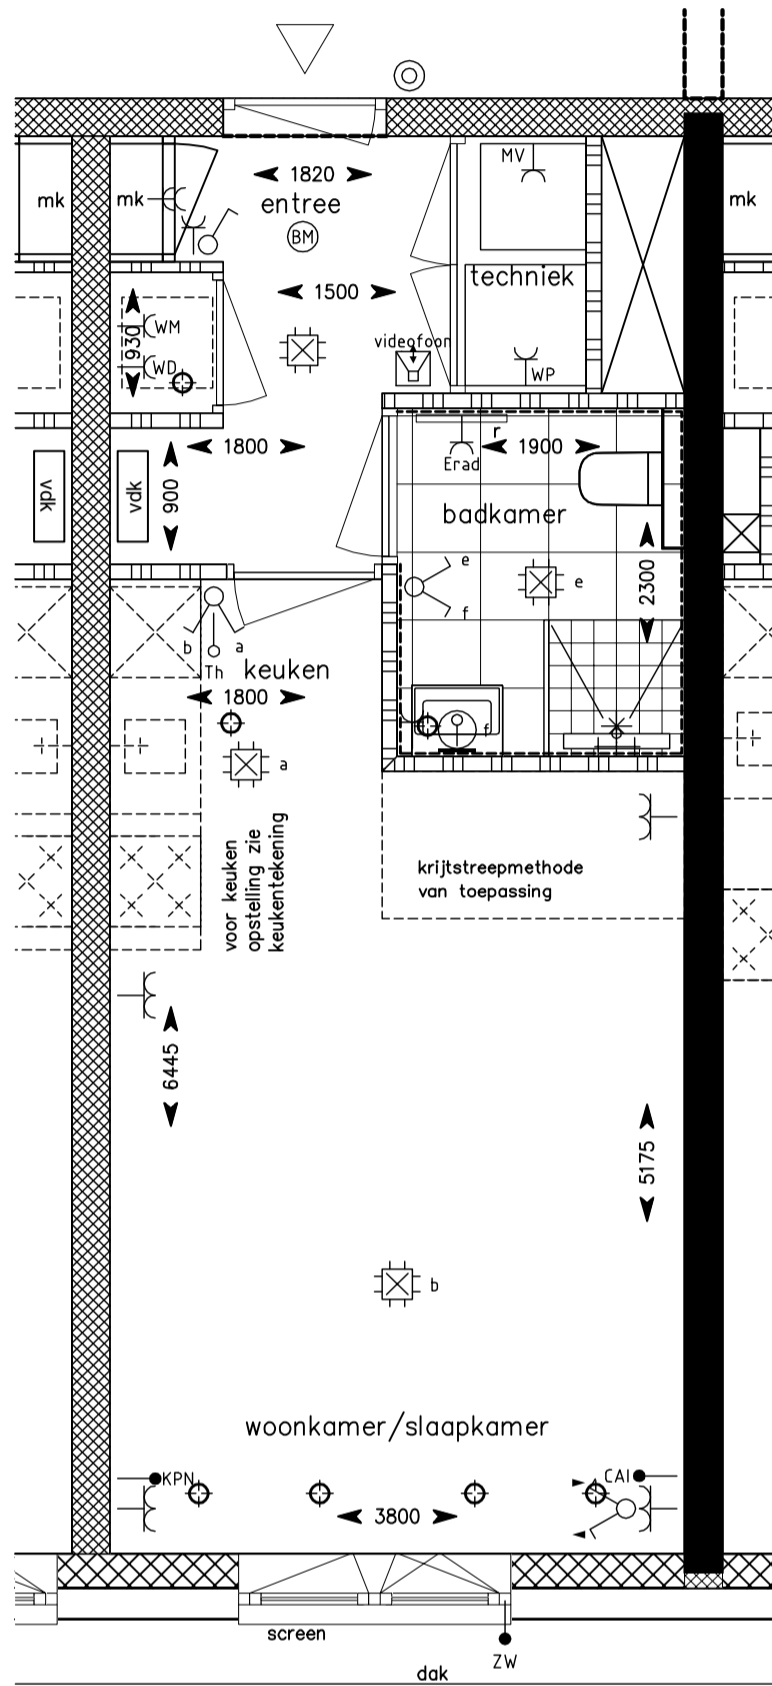 MV
1820
mk
mk
mk
entree
BM
techniek
1500
videofoon
WM
930
WD
WP
r
1800
1900
Erad
vdk
vdk
900
badkamer
e
e
2300
f
b
a
Th
keuken
1800
f
a
voor keuken
opstelling zie
keukentekening
krijtstreepmethode
van toepassing
6445
5175
b
woonkamer/slaapkamer
KPN
CAI
3800
screen
ZW
dak